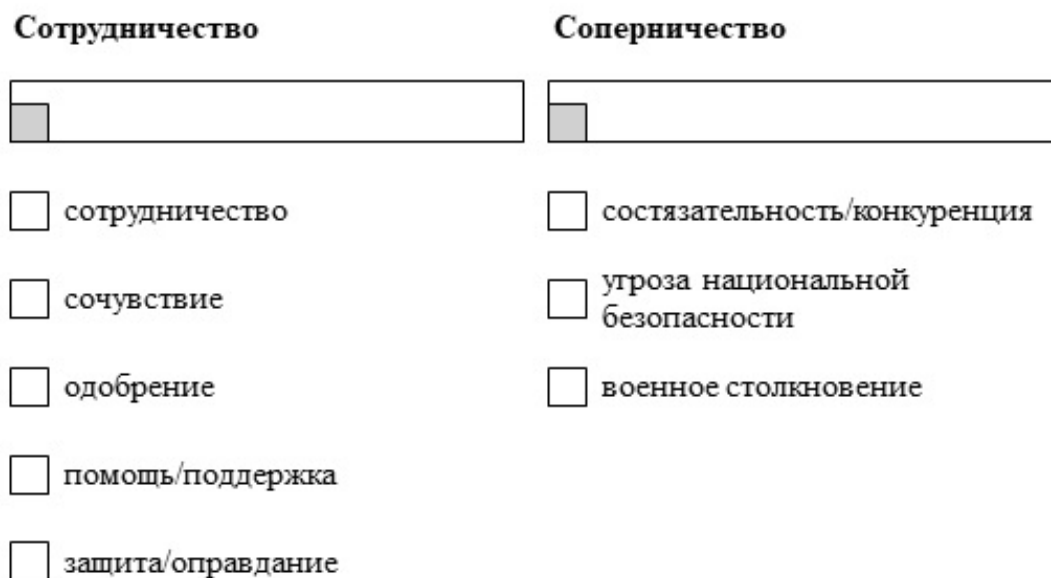 Сотрудничество
сотрудничество
сочувствие
одобрение
помощь/поддержка
защита/оправдание
Соперничество
состязательность/конкуренция
угроза национальной
безопасности
военное столкновение